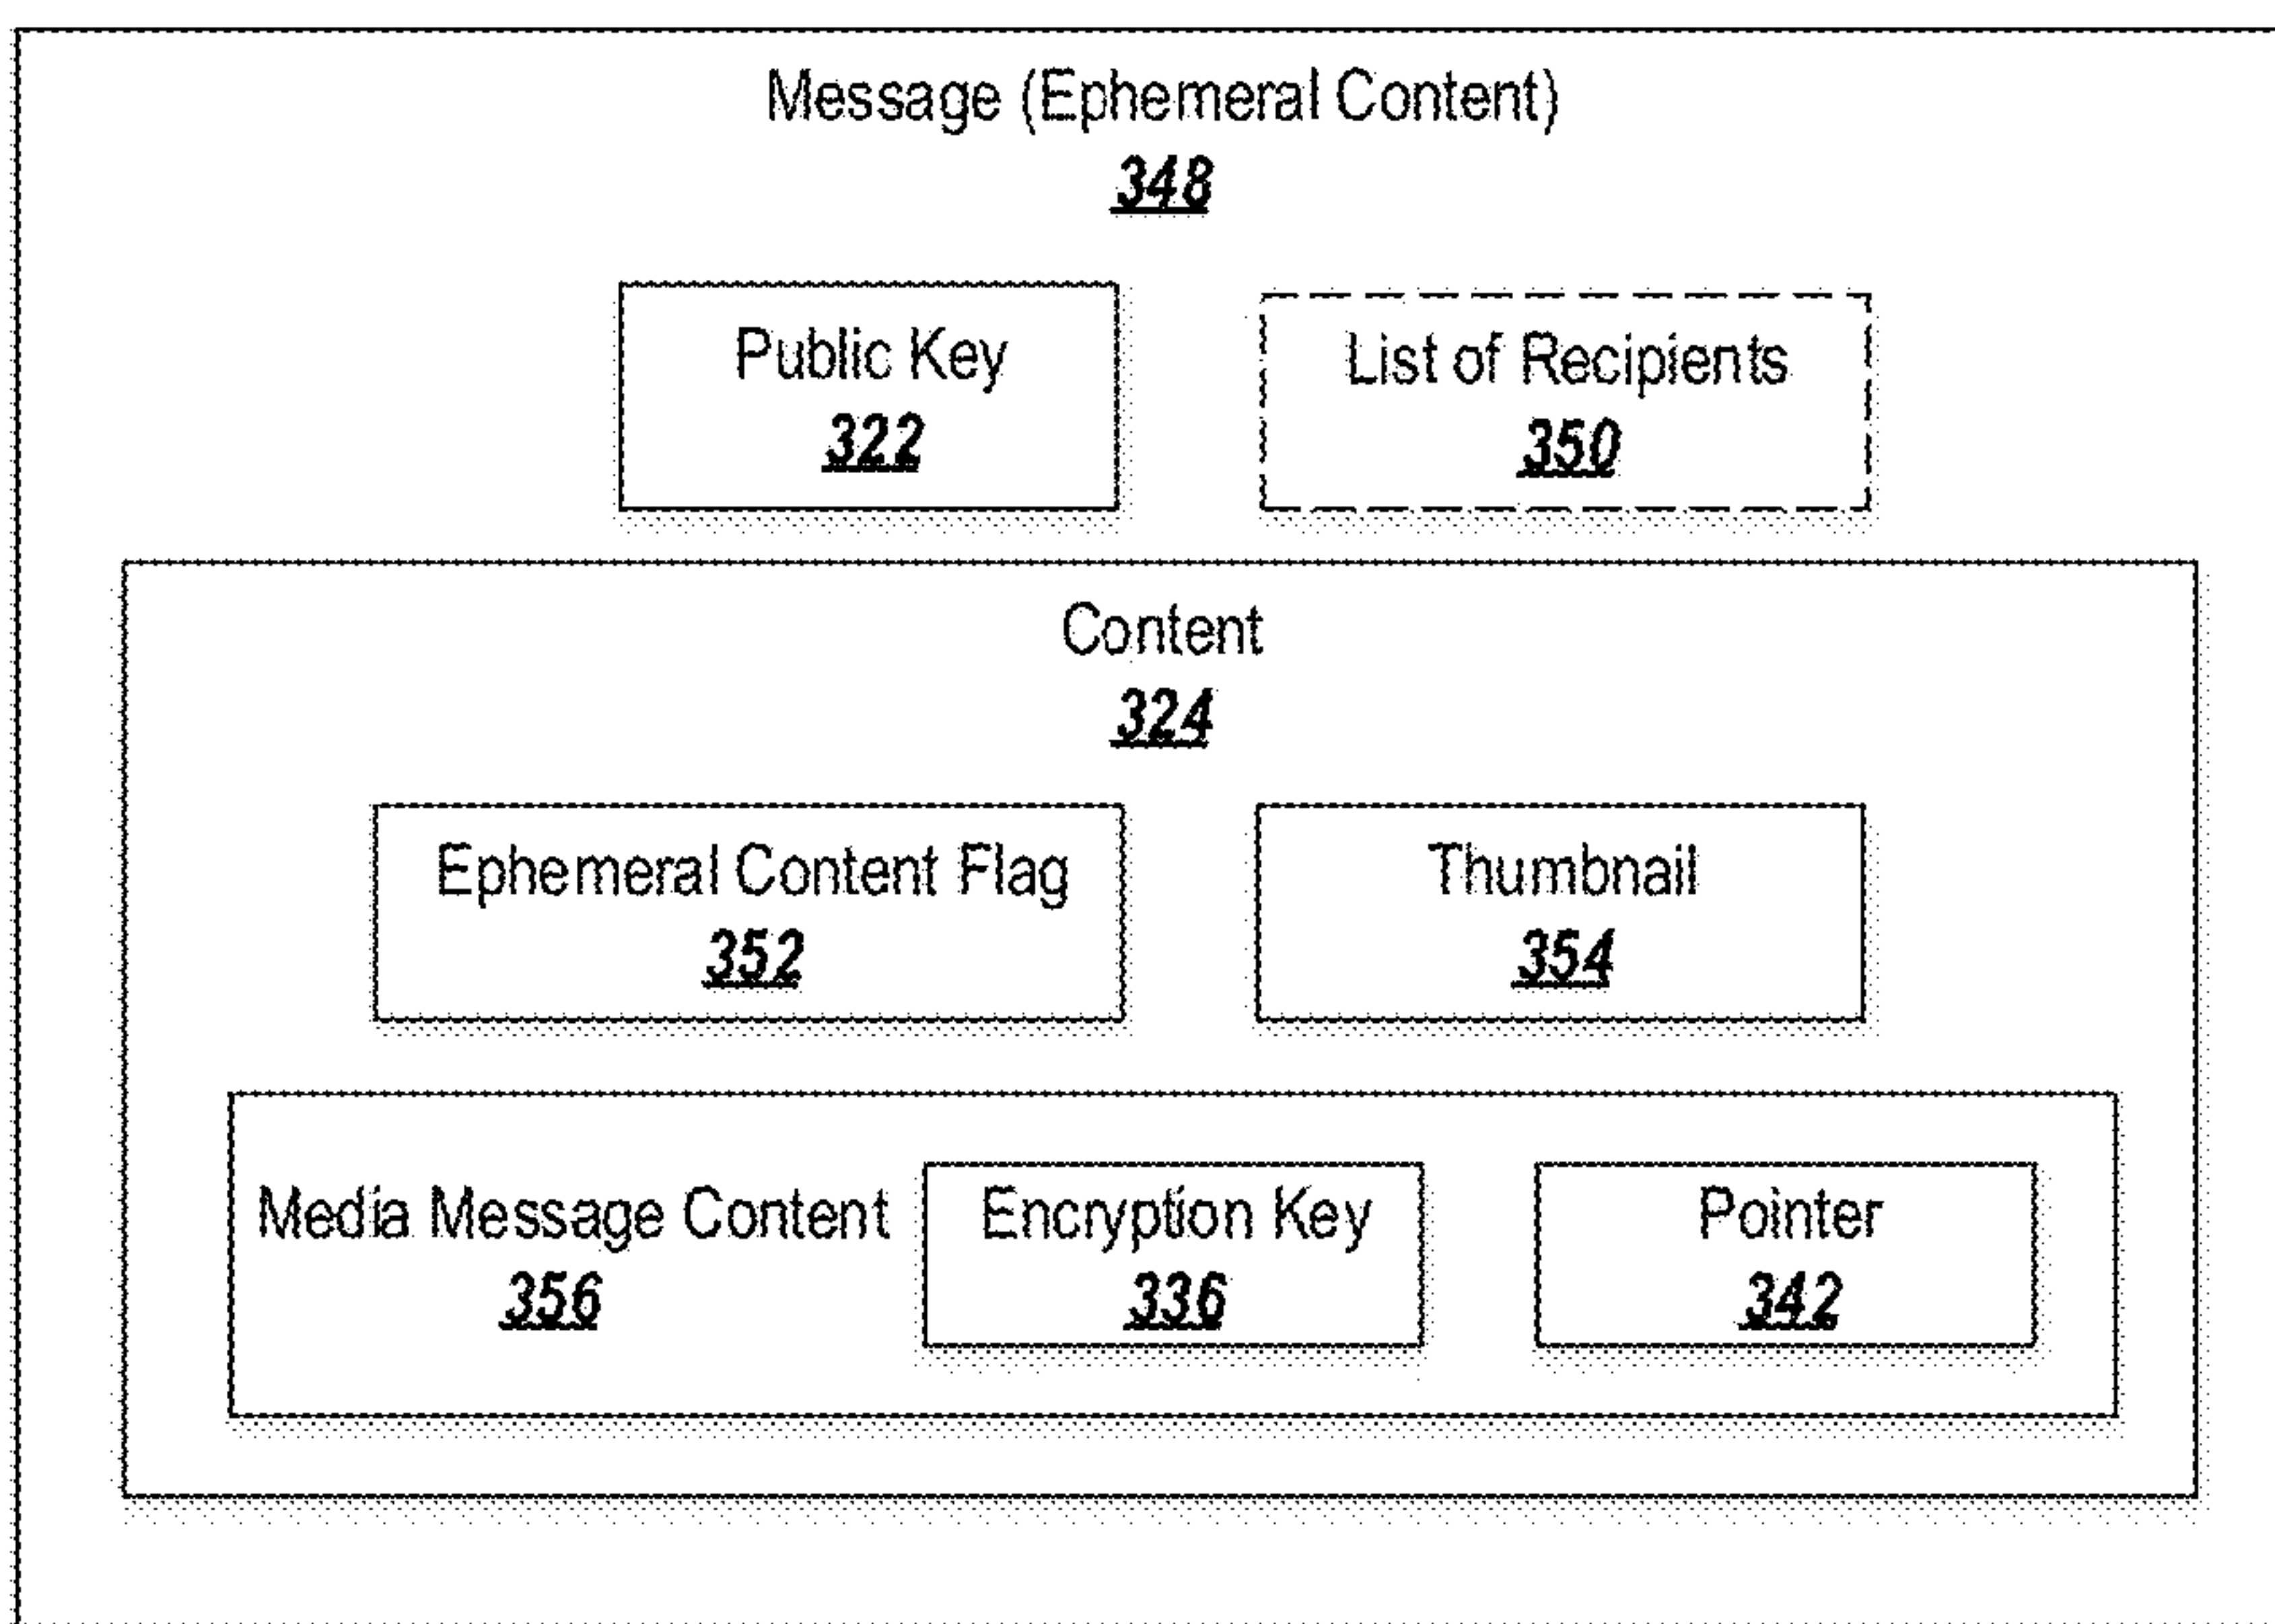 Message (Ephemeral Content)
348
Public Key
322
List of Recipients
350
Content
324
Ephemeral Content Flag
352
Thumbnail
354
Media Message Content
356
Encryption Key
336
Pointer
342